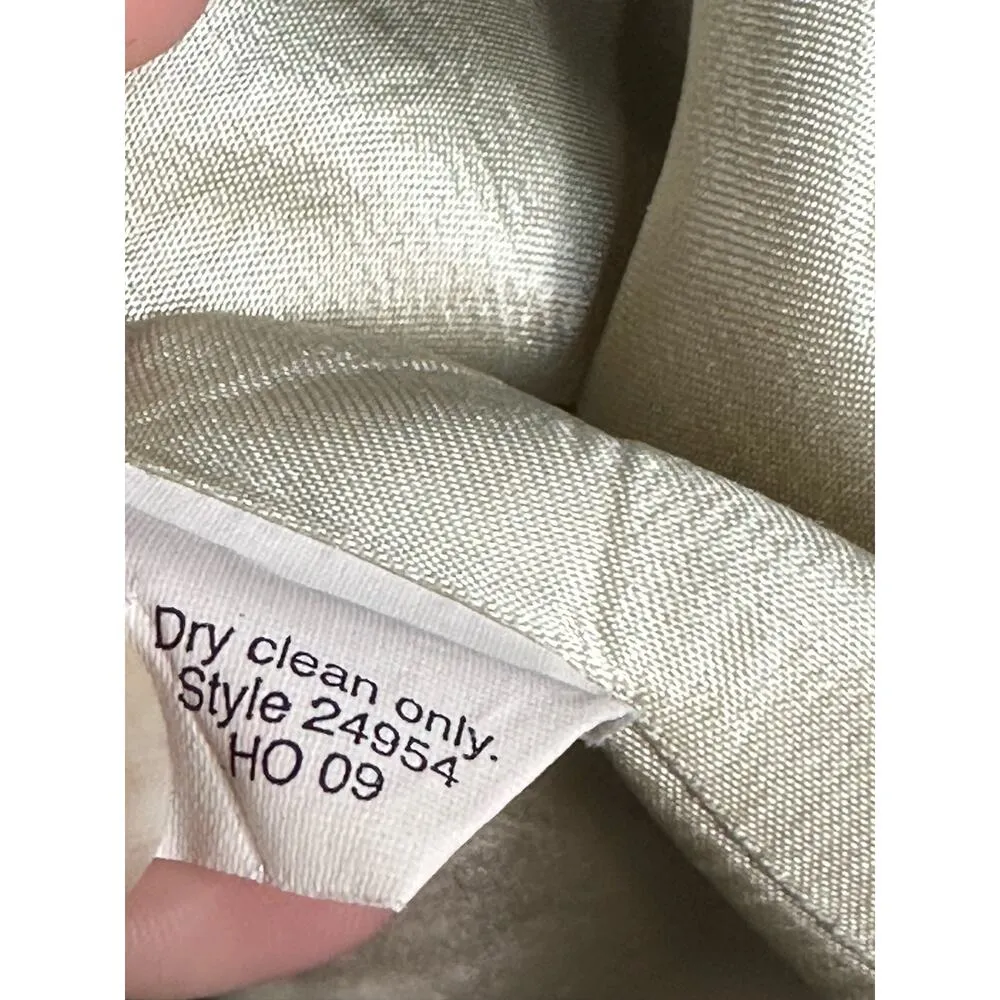 Dry clean only.
Style 24954
HO 09